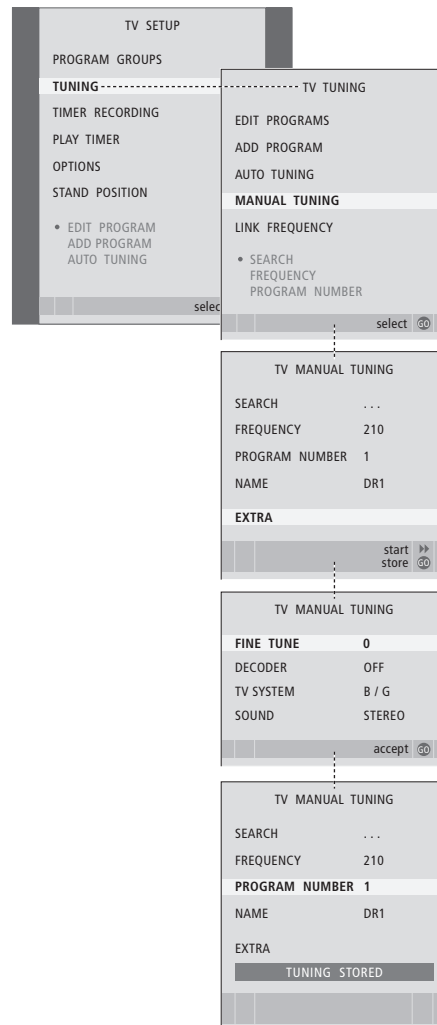 TV SETUP
PROGRAM GROUPS
TUNING
TIMER RECORDING
PLAY TIMER
OPTIONS
STAND POSITION
• EDIT PROGRAM
ADD PROGRAM
AUTO TUNING
selec
TV TUNING
EDIT PROGRAMS
ADD PROGRAM
AUTO TUNING
MANUAL TUNING
LINK FREQUENCY
• SEARCH
FREQUENCY
PROGRAM NUMBER
select GO
TV MANUAL TUNING
SEARCH . . .
FREQUENCY 210
PROGRAM NUMBER 1
NAME DR1
EXTRA
start
store GO
TV MANUAL TUNING
FINE TUNE 0
DECODER OFF
TV SYSTEM B / G
SOUND STEREO
accept GO
TV MANUAL TUNING
SEARCH . . .
FREQUENCY 210
PROGRAM NUMBER 1
NAME DR1
EXTRA
TUNING STORED